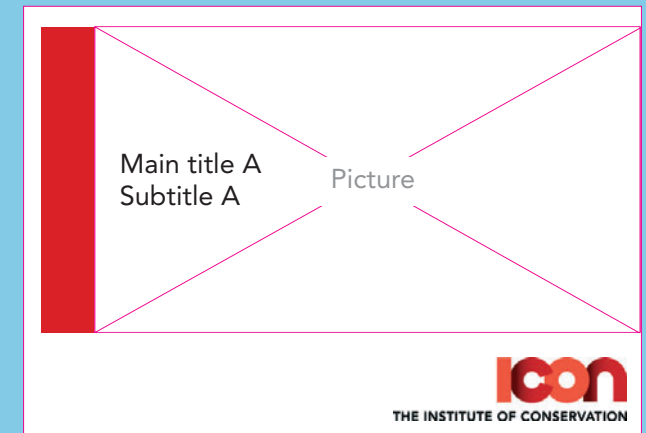 Main title A
Subtitle A
Picture
icon
THE INSTITUTE OF CONSERVATION